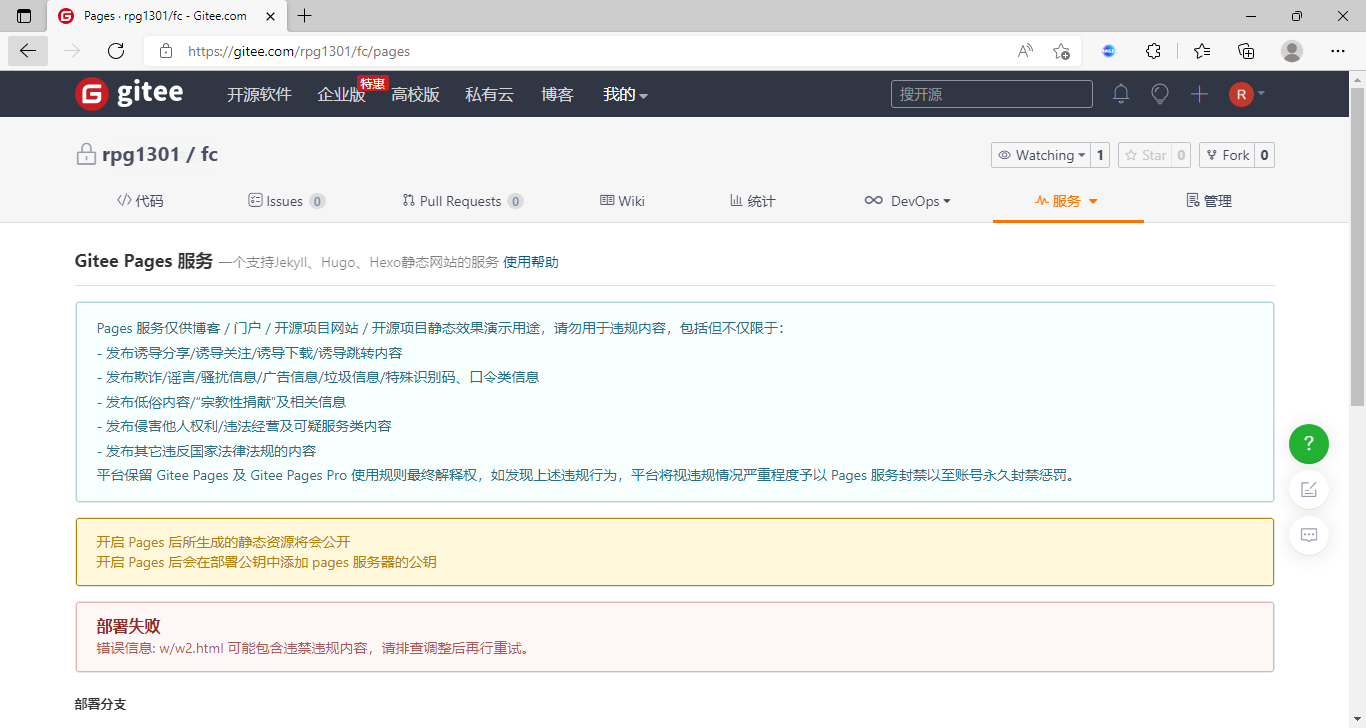 Pages · rpg1301/fc - Gitee.com
https://gitee.com/rpg1301/fc/pages
gitee 开源软件 企业版 特惠 高校版 私有云 博客 我的 搜开源 R
rpg1301 / fc Watching 1 Star 0 Fork 0
代码 Issues 0 Pull Requests 0 Wiki 统计 DevOps 服务 管理
Gitee Pages 服务 一个支持Jekyll、Hugo、Hexo静态网站的服务 使用帮助
Pages 服务仅供博客 / 门户 / 开源项目网站 / 开源项目静态效果演示用途，请勿用于违规内容，包括但不仅限于：
- 发布诱导分享/诱导关注/诱导下载/诱导跳转内容
- 发布欺诈/谣言/骚扰信息/广告信息/垃圾信息/特殊识别码、口令类信息
- 发布低俗内容/“宗教性捐献”及相关信息
- 发布侵害他人权利/违法经营及可疑服务类内容
- 发布其它违反国家法律法规的内容
平台保留 Gitee Pages 及 Gitee Pages Pro 使用规则最终解释权，如发现上述违规行为，平台将视违规情况严重程度予以 Pages 服务封禁以至账号永久封禁惩罚。
开启 Pages 后所生成的静态资源将会公开
开启 Pages 后会在部署公钥中添加 pages 服务器的公钥
部署失败
错误信息: w/w2.html 可能包含违禁违规内容，请排查调整后再行重试。
部署分支